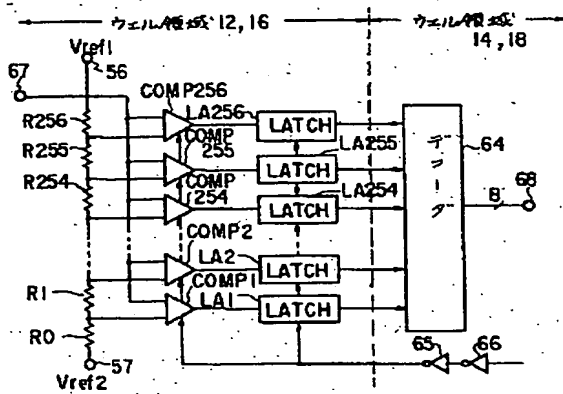 ウェル領域 12,16
ウェル領域
14,18
Vref1
56
67
COMP256
LA256
LATCH
R256
R255
R254
COMP
255
LA255
LATCH
COMP
254
LA254
LATCH
64
デコーダ
8
68
COMP2
LA2
LATCH
COMP1
LA1
LATCH
R1
R0
65
66
57
Vref2